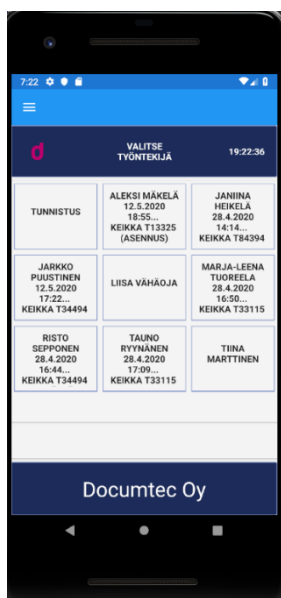 7:22
d
VALITSE
TYÖNTEKIJÄ
19:22:36
TUNNISTUS
ALEKSI MÄKELÄ
12.5.2020
18:55...
KEIKKA T13325
(ASENNUS)
JANIINA
HEIKELÄ
28.4.2020
14:14...
KEIKKA T84394
JARKKO
PUUSTINEN
12.5.2020
17:22...
KEIKKA T34494
LIISA VÄHÄOJA
MARJA-LEENA
TUOREELA
28.4.2020
16:50...
KEIKKA T33115
RISTO
SEPPONEN
28.4.2020
16:44...
KEIKKA T34494
TAUNO
RYYNÄNEN
28.4.2020
17:09...
KEIKKA T33115
TIINA
MARTTINEN
Documtec Oy